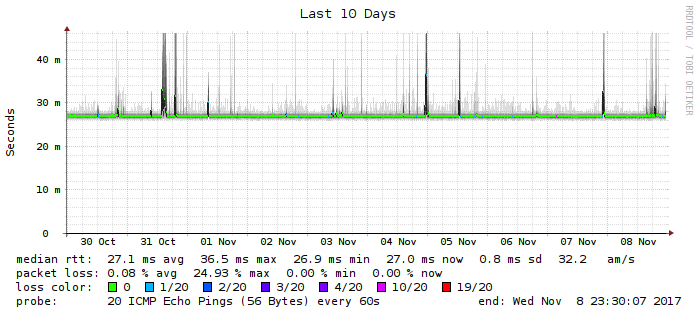 Last 10 Days
RRDTOOL / TOBI OETIKER
Seconds
40 m
30 m
20 m
10 m
0
30 Oct 31 Oct 01 Nov 02 Nov 03 Nov 04 Nov 05 Nov 06 Nov 07 Nov 08 Nov
median rtt: 27.1 ms avg 36.5 ms max 26.9 ms min 27.0 ms now 0.8 ms sd 32.2 am/s
packet loss: 0.08 % avg 24.93 % max 0.00 % min 0.00 % now
loss color: 0 1/20 2/20 3/20 4/20 10/20 19/20
probe: 20 ICMP Echo Pings (56 Bytes) every 60s end: Wed Nov 8 23:30:07 2017